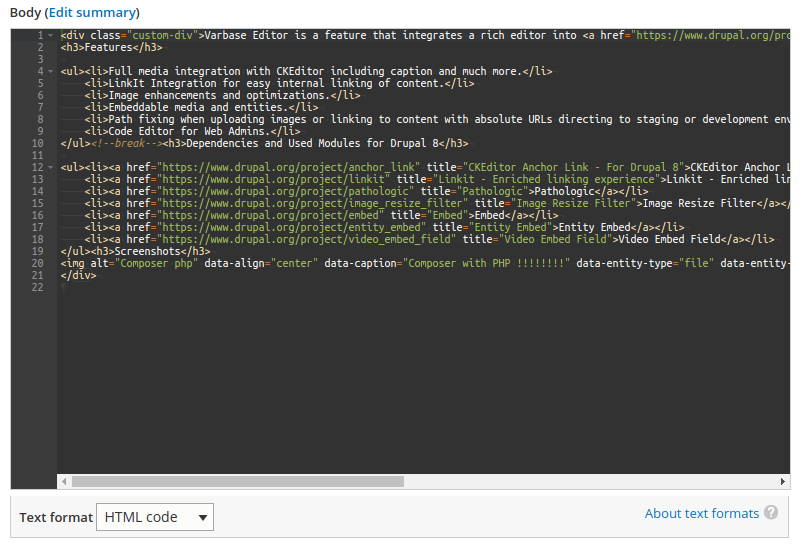 Body (Edit summary)
1 <div class="custom-div">Varbase Editor is a feature that integrates a rich editor into <a href="https://www.drupal.org/pro
2 <h3>Features</h3>
3
4 <ul><li>Full media integration with CKEditor including caption and much more.</li>
5 <li>LinkIt Integration for easy internal linking of content.</li>
6 <li>Image enhancements and optimizations.</li>
7 <li>Embeddable media and entities.</li>
8 <li>Path fixing when uploading images or linking to content with absolute URLs directing to staging or development env
9 <li>Code Editor for Web Admins.</li>
10 </ul><!--break--><h3>Dependencies and Used Modules for Drupal 8</h3>
11
12 <ul><li><a href="https://www.drupal.org/project/anchor_link" title="CKEditor Anchor Link - For Drupal 8">CKEditor Anchor L
13 <li><a href="https://www.drupal.org/project/linkit" title="Linkit - Enriched linking experience">Linkit - Enriched lin
14 <li><a href="https://www.drupal.org/project/pathologic" title="Pathologic">Pathologic</a></li>
15 <li><a href="https://www.drupal.org/project/image_resize_filter" title="Image Resize Filter">Image Resize Filter</a></
16 <li><a href="https://www.drupal.org/project/embed" title="Embed">Embed</a></li>
17 <li><a href="https://www.drupal.org/project/entity_embed" title="Entity Embed">Entity Embed</a></li>
18 <li><a href="https://www.drupal.org/project/video_embed_field" title="Video Embed Field">Video Embed Field</a></li>
19 </ul><h3>Screenshots</h3>
20 <img alt="Composer php" data-align="center" data-caption="Composer with PHP !!!!!!!!" data-entity-type="file" data-entity-
21 </div>
22
Text format HTML code
About text formats ?